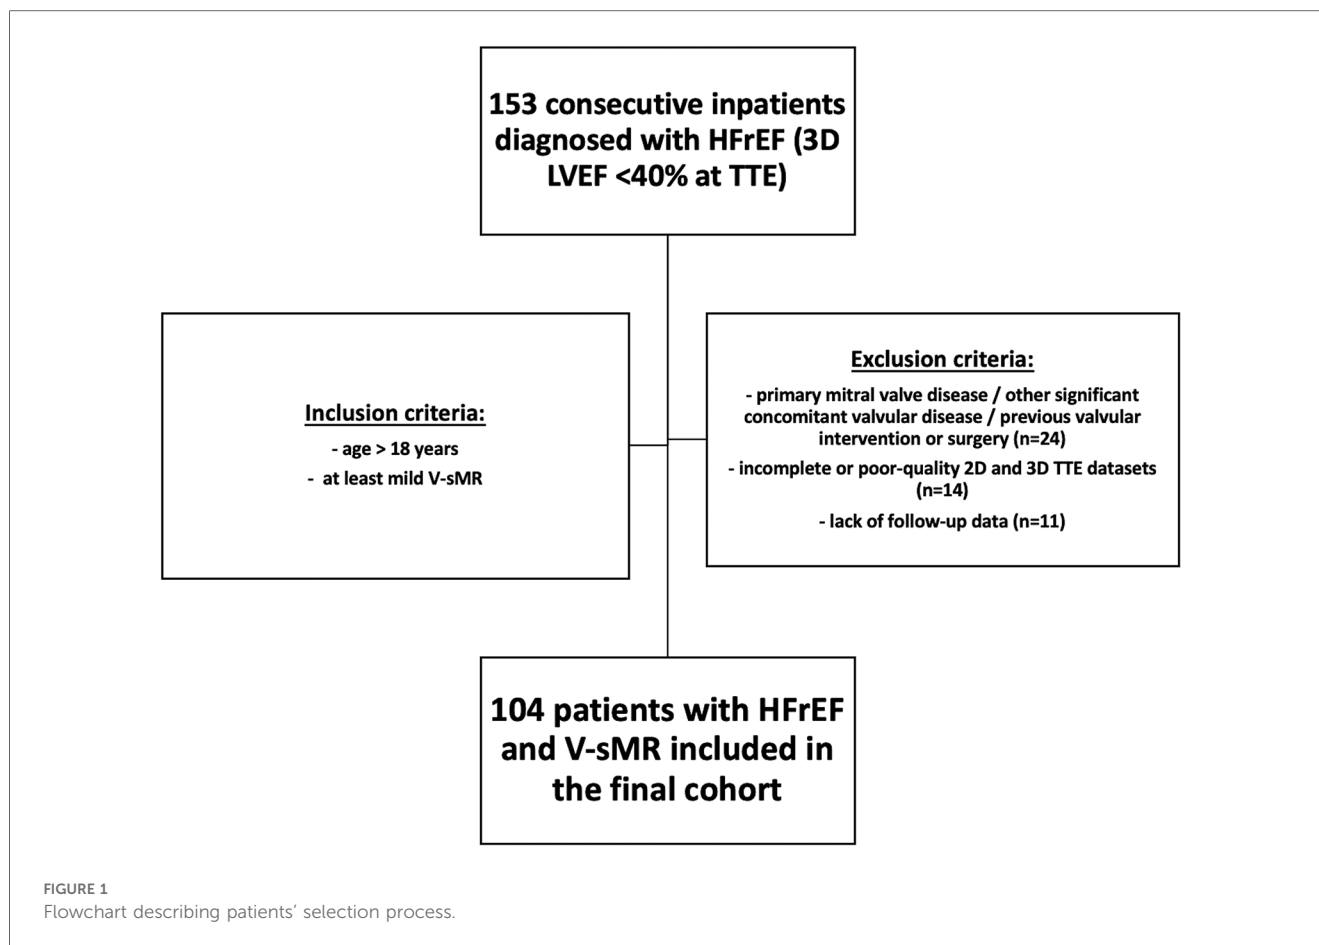 153 consecutive inpatients
diagnosed with HFrEF (3D
LVEF <40% at TTE)
Inclusion criteria:
- age > 18 years
- at least mild V-sMR
Exclusion criteria:
- primary mitral valve disease / other significant
concomitant valvular disease / previous valvular
intervention or surgery (n=24)
- incomplete or poor-quality 2D and 3D TTE datasets
(n=14)
- lack of follow-up data (n=11)
104 patients with HFrEF
and V-sMR included in
the final cohort
FIGURE 1
Flowchart describing patients’ selection process.